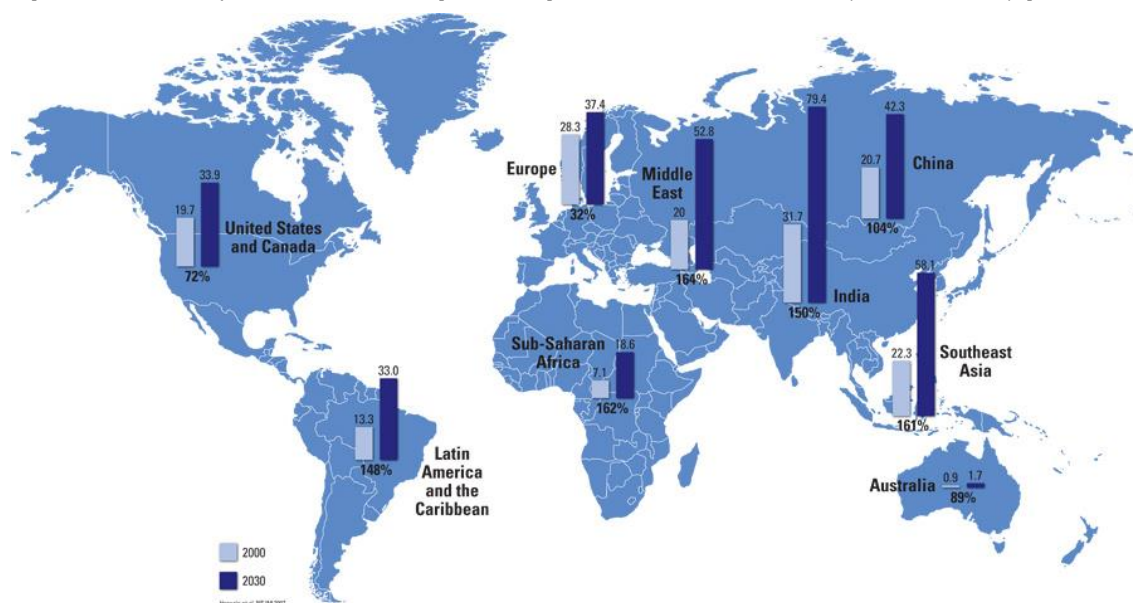 37.4
28.3
Europe
32%
52.8
Middle
East
20
164%
79.4
31.7
India
150%
42.3
20.7
China
104%
33.9
19.7
United States
and Canada
72%
58.1
22.3
Southeast
Asia
161%
18.6
Sub-Saharan
Africa
7.1
162%
33.0
13.3
Latin
America
and the
Caribbean
148%
Australia
0.9
1.7
89%
2000
2030